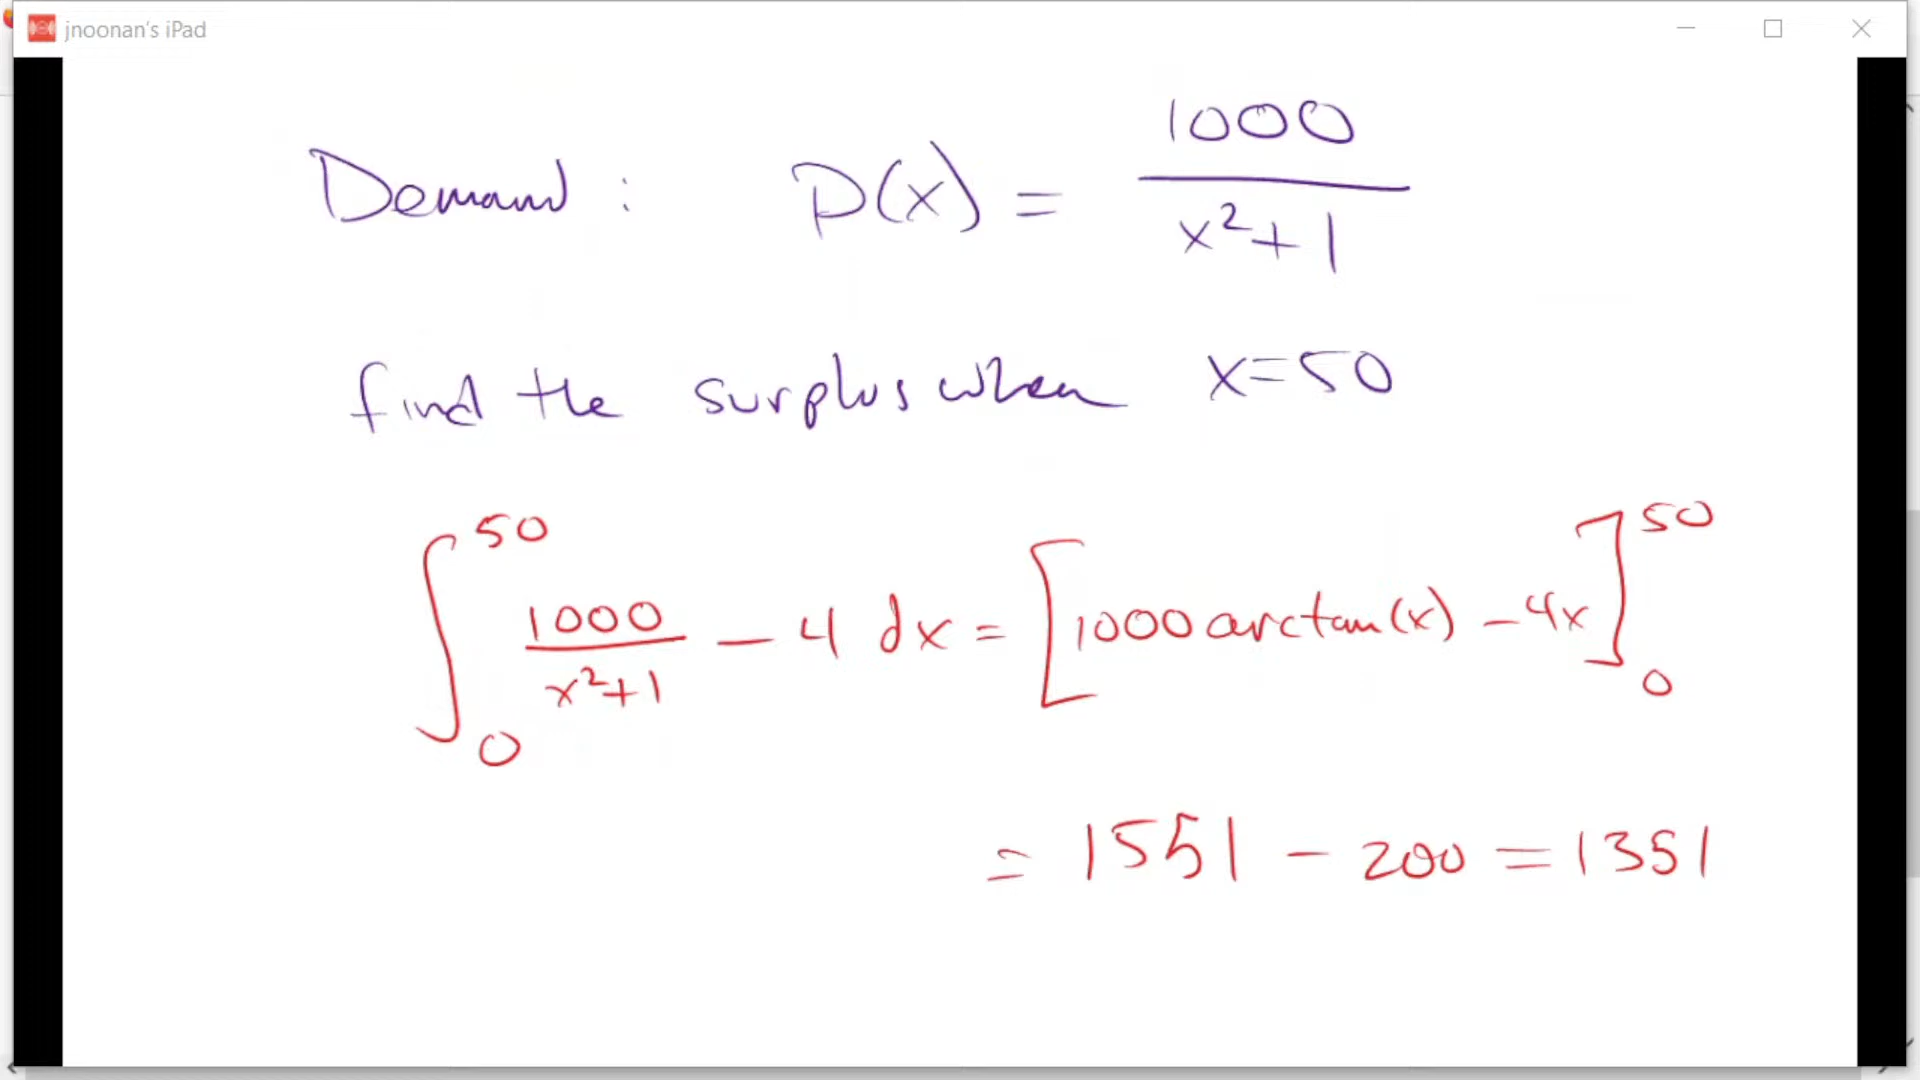 jnoonan's iPad
Demand : P(x) = 1000 / x²+1
find the surplus when x=50
∫₀⁵⁰ 1000/x²+1 − 4 dx = [1000 arctan(x) − 4x]₀⁵⁰
= 1551 − 200 = 1351